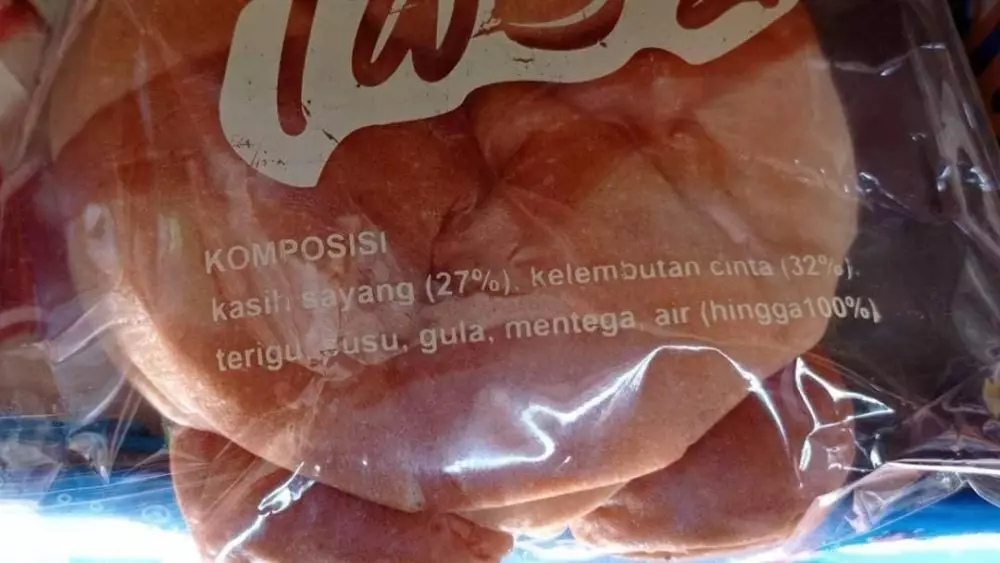 KOMPOSISI
kasih sayang (27%). kelembutan cinta (32%).
terigu, susu, gula, mentega, air (hingga100%)